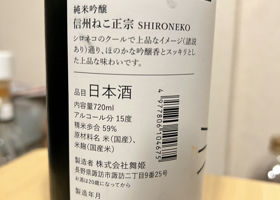 純米吟醸
信州ねこ正宗 SHIRONEKO
シロネコのクールで上品なイメージ(諸説
あり)通り、ほのかな吟醸香とスッキリとし
た上品な味わいです。
品目 日本酒
内容量720ml
アルコール分 15度
精米歩合 59%
原材料名 米(国産)、
米麹(国産米)
製造者 株式会社舞姫
長野県諏訪市諏訪二丁目9番25号
お酒は20歳になってから
製造年月
4977806104675